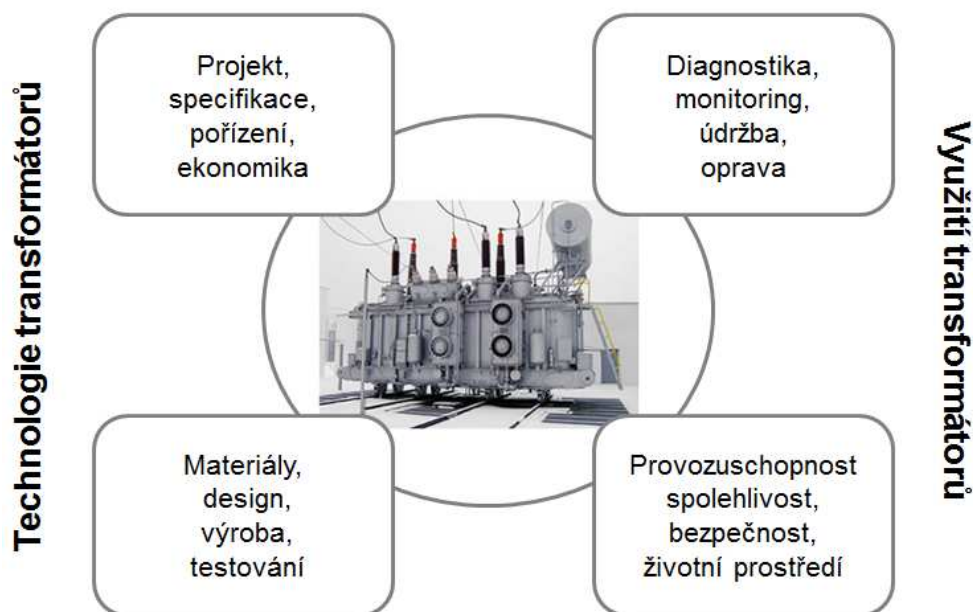 Technologie transformátorů
Projekt,
specifikace,
pořízení,
ekonomika
Diagnostika,
monitoring,
údržba,
oprava
Materiály,
design,
výroba,
testování
Provozuschopnost
spolehlivost,
bezpečnost,
životní prostředí
Využití transformátorů